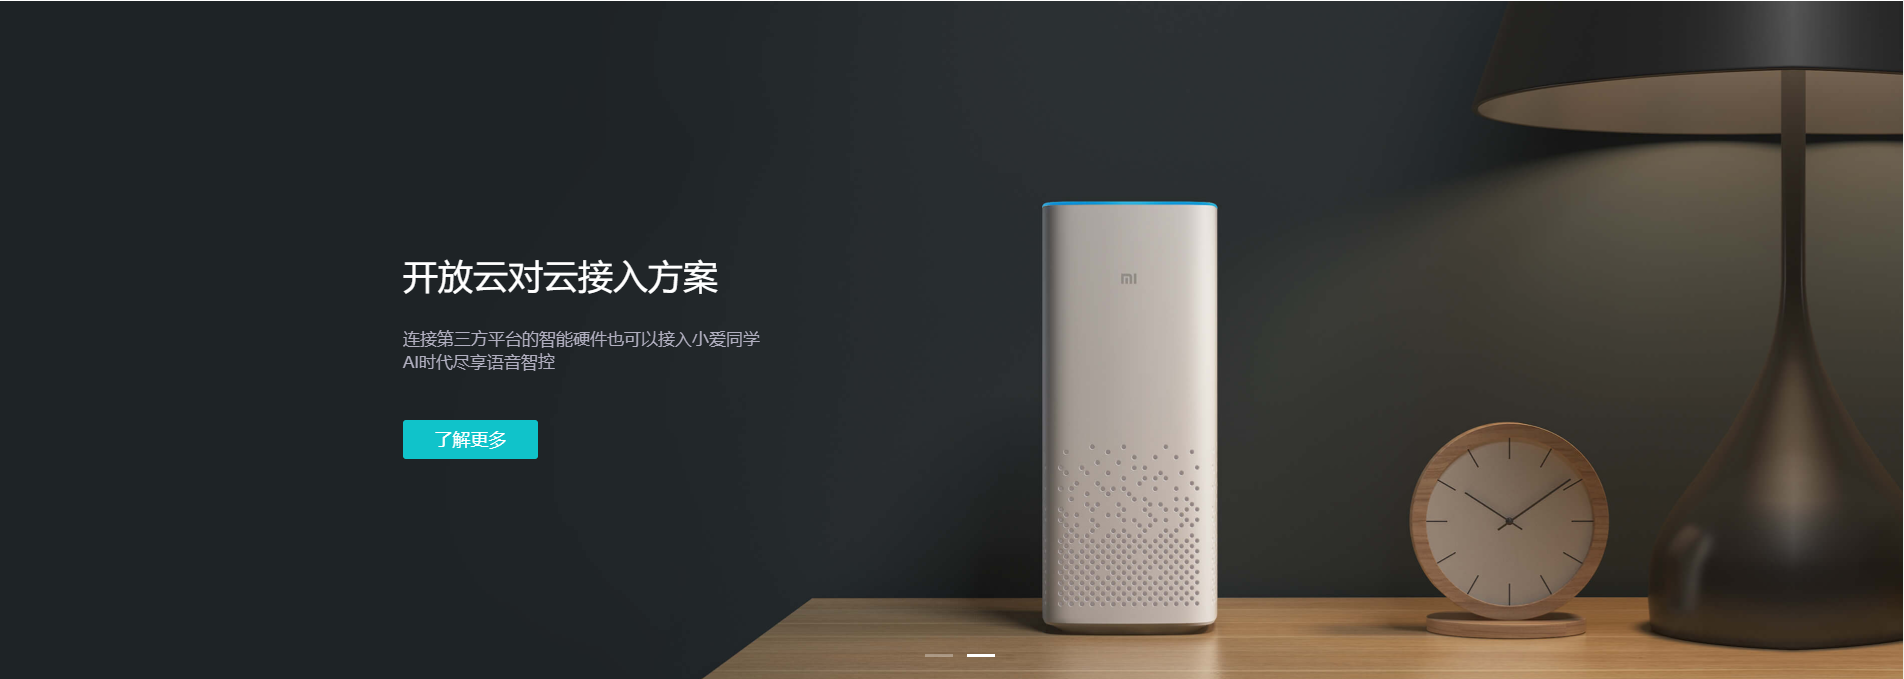 开放云对云接入方案
连接第三方平台的智能硬件也可以接入小爱同学
AI时代尽享语音智控
了解更多
MI